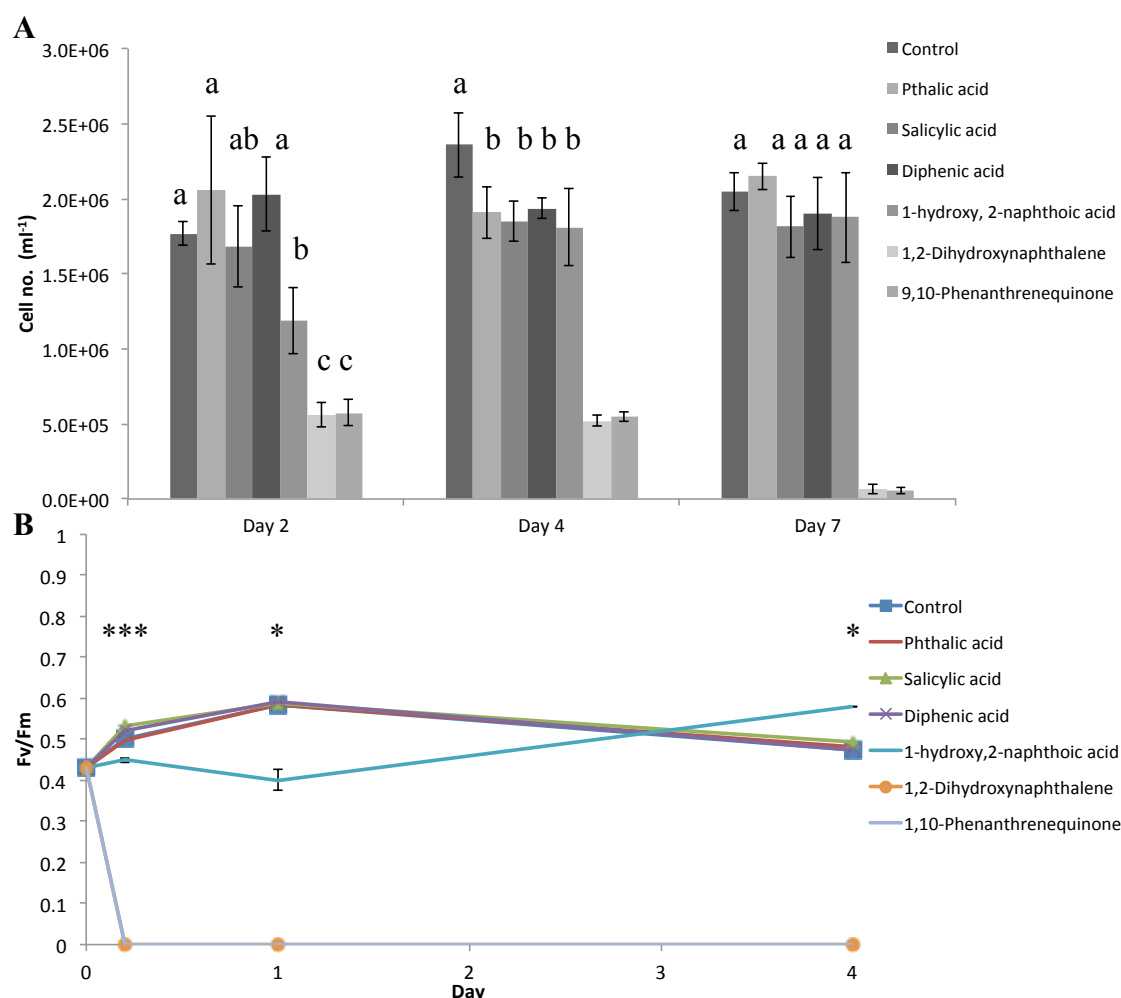 A
3.0E+06
2.5E+06
2.0E+06
1.5E+06
1.0E+06
5.0E+05
0.0E+00
Cell no. (ml-1)
a
a
ab
a
b
c c
a
b b b b
a a a a a
Day 2
Day 4
Day 7
Control
Pthalic acid
Salicylic acid
Diphenic acid
1-hydroxy, 2-naphthoic acid
1,2-Dihydroxynaphthalene
9,10-Phenanthrenequinone
B
1
0.9
0.8
0.7
0.6
0.5
0.4
0.3
0.2
0.1
0
Fv/Fm
***
*
*
0 1 2 3 4
Day
Control
Phthalic acid
Salicylic acid
Diphenic acid
1-hydroxy,2-naphthoic acid
1,2-Dihydroxynaphthalene
1,10-Phenanthrenequinone